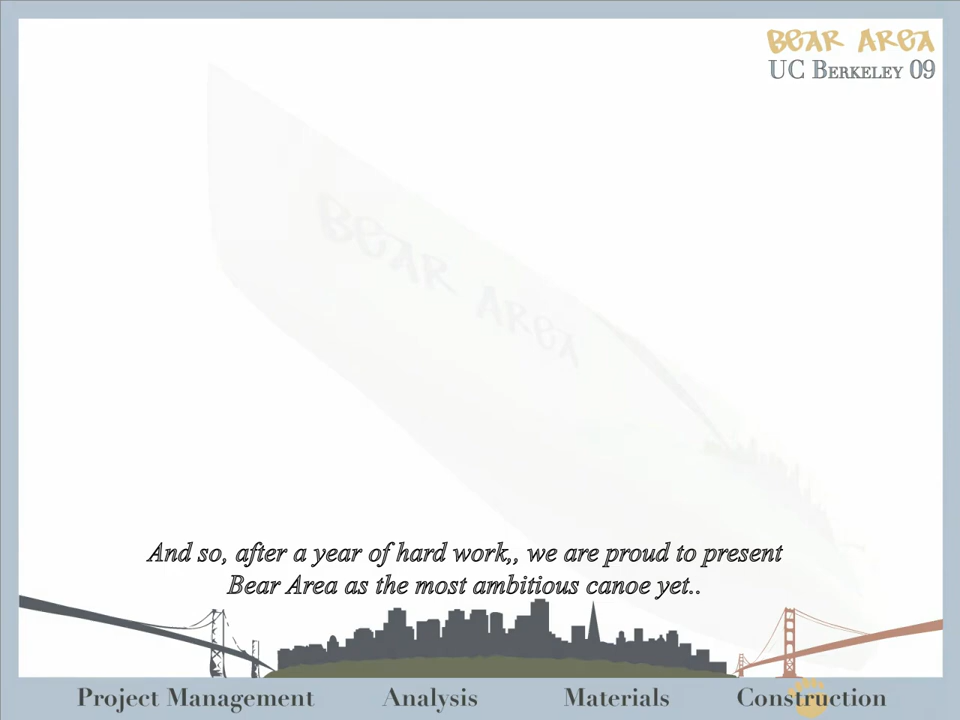 BEAR AREA
UC BERKELEY 09
BEAR AREA
And so, after a year of hard work,, we are proud to present
Bear Area as the most ambitious canoe yet..
Project Management Analysis Materials Construction